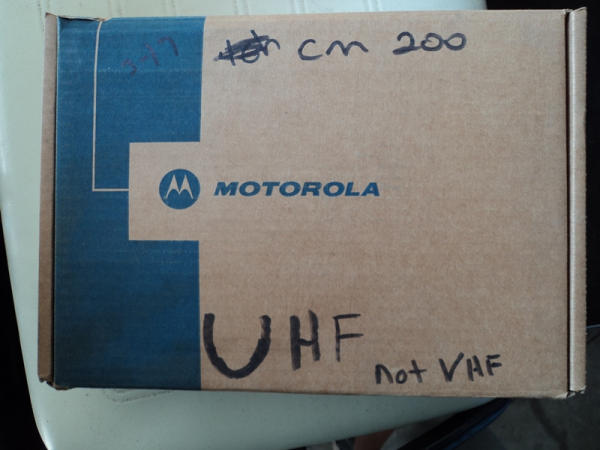 cm 200
MOTOROLA
UHF
not VHF